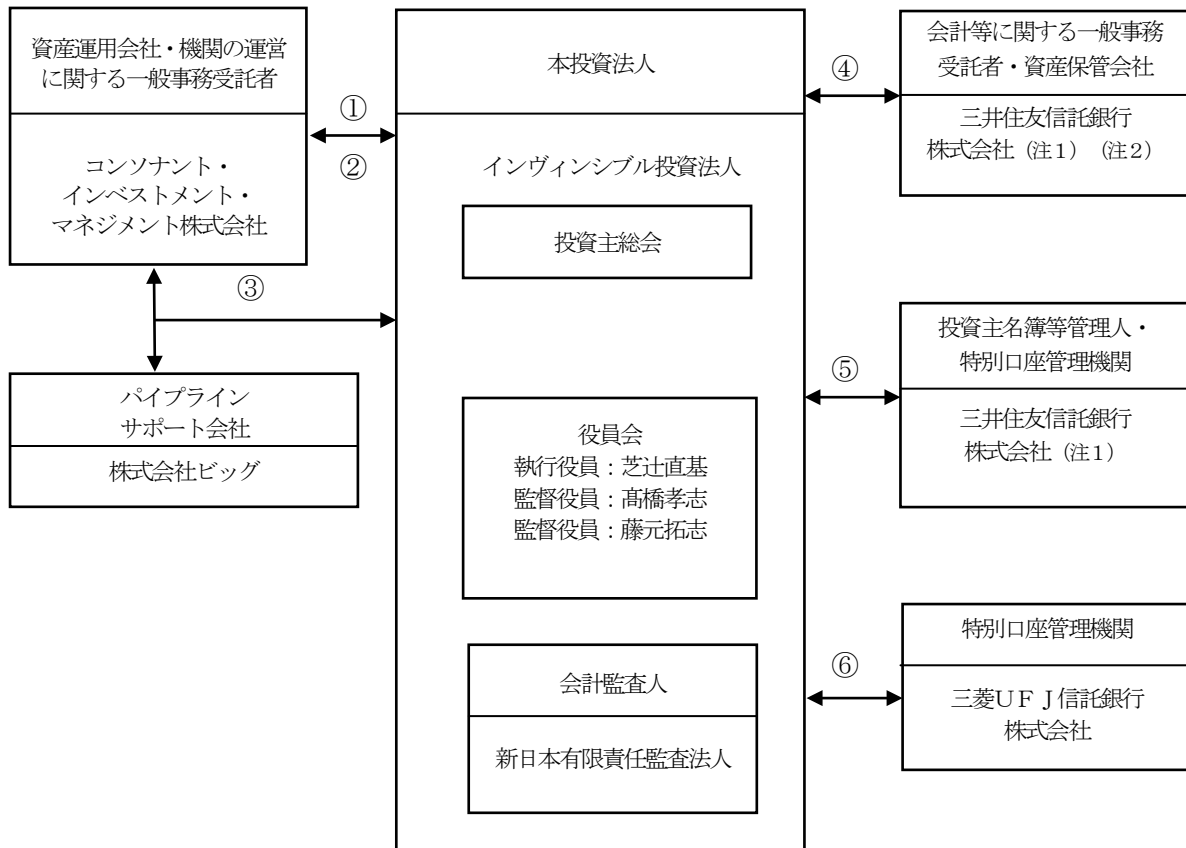 資産運用会社・機関の運営
に関する一般事務受託者
コンソナント・
インベストメント・
マネジメント株式会社
①
②
③
パイプライン
サポート会社
株式会社ビッグ
本投資法人
インヴィンシブル投資法人
投資主総会
役員会
執行役員：芝辻直基
監督役員：髙橋孝志
監督役員：藤元拓志
会計監査人
新日本有限責任監査法人
④
会計等に関する一般事務
受託者・資産保管会社
三井住友信託銀行
株式会社（注１）（注２）
⑤
投資主名簿等管理人・
特別口座管理機関
三井住友信託銀行
株式会社（注１）
⑥
特別口座管理機関
三菱ＵＦＪ信託銀行
株式会社